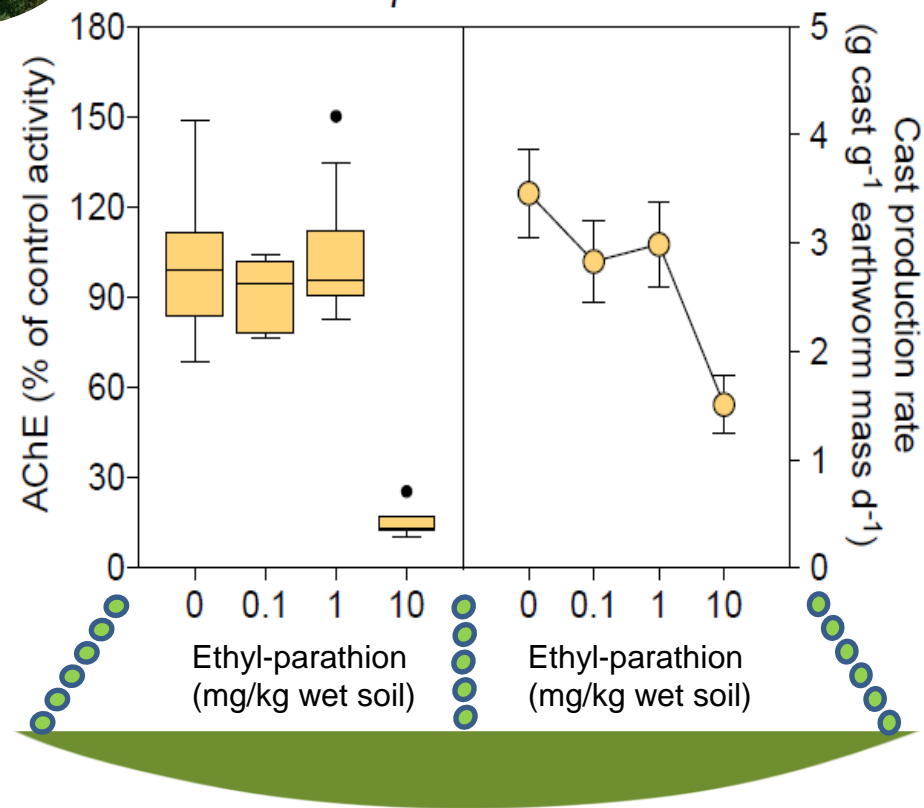 180
150
120
90
60
30
0
AChE (% of control activity)
0 0.1 1 10
Ethyl-parathion
(mg/kg wet soil)
5
4
3
2
1
0
Cast production rate
(g cast g⁻¹ earthworm mass d⁻¹)
0 0.1 1 10
Ethyl-parathion
(mg/kg wet soil)